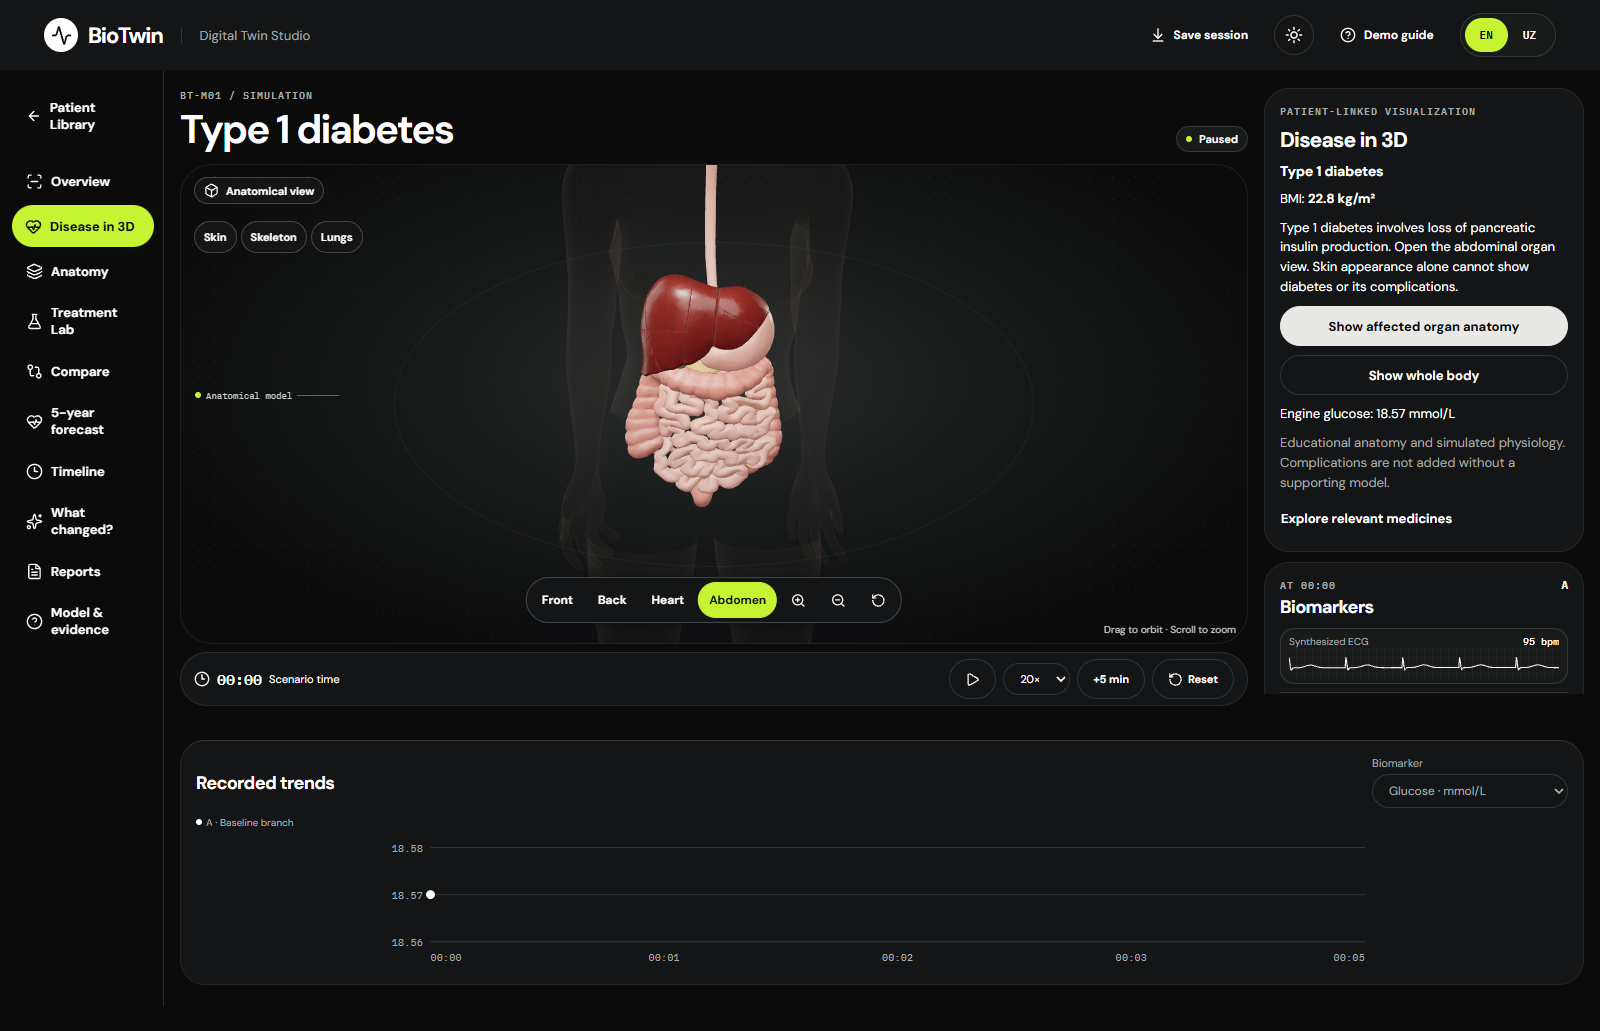 BioTwin
Digital Twin Studio
Save session
Demo guide
EN
UZ
Patient
Library
Overview
Disease in 3D
Anatomy
Treatment
Lab
Compare
5-year
forecast
Timeline
What
changed?
Reports
Model &
evidence
BT-M01 / SIMULATION
Type 1 diabetes
Paused
Anatomical view
Skin
Skeleton
Lungs
Anatomical model
Front
Back
Heart
Abdomen
Drag to orbit · Scroll to zoom
00:00 Scenario time
20×
+5 min
Reset
PATIENT-LINKED VISUALIZATION
Disease in 3D
Type 1 diabetes
BMI: 22.8 kg/m²
Type 1 diabetes involves loss of pancreatic
insulin production. Open the abdominal organ
view. Skin appearance alone cannot show
diabetes or its complications.
Show affected organ anatomy
Show whole body
Engine glucose: 18.57 mmol/L
Educational anatomy and simulated physiology.
Complications are not added without a
supporting model.
Explore relevant medicines
AT 00:00
A
Biomarkers
Synthesized ECG
95 bpm
Recorded trends
Biomarker
Glucose · mmol/L
A · Baseline branch
18.58
18.57
18.56
00:00
00:01
00:02
00:03
00:05